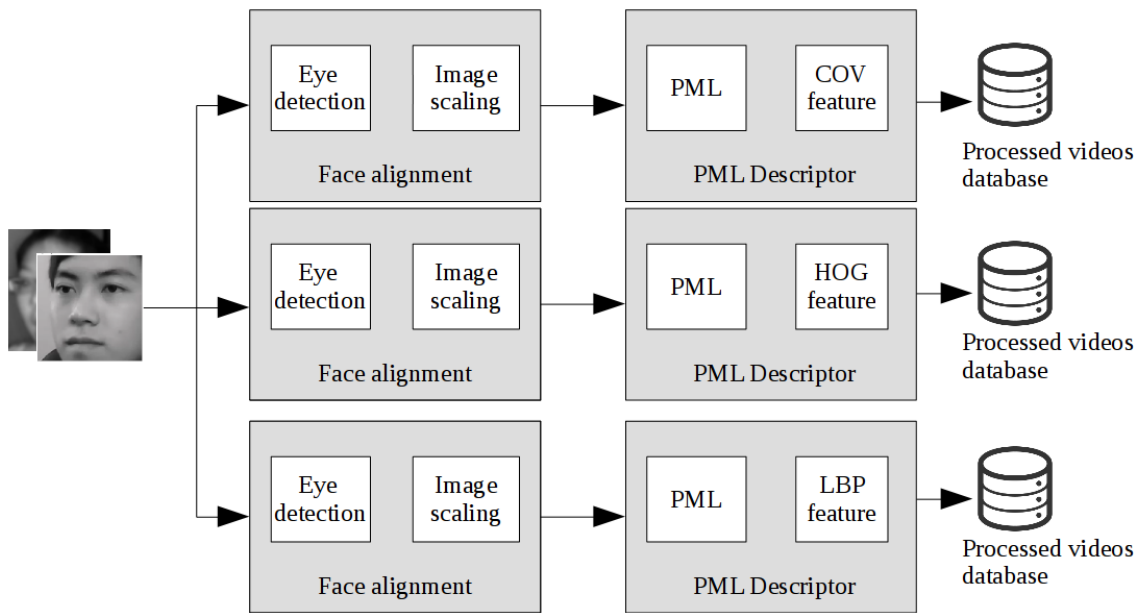 Eye
detection
Image
scaling
Face alignment
PML
COV
feature
PML Descriptor
Processed videos
database
Eye
detection
Image
scaling
Face alignment
PML
HOG
feature
PML Descriptor
Processed videos
database
Eye
detection
Image
scaling
Face alignment
PML
LBP
feature
PML Descriptor
Processed videos
database